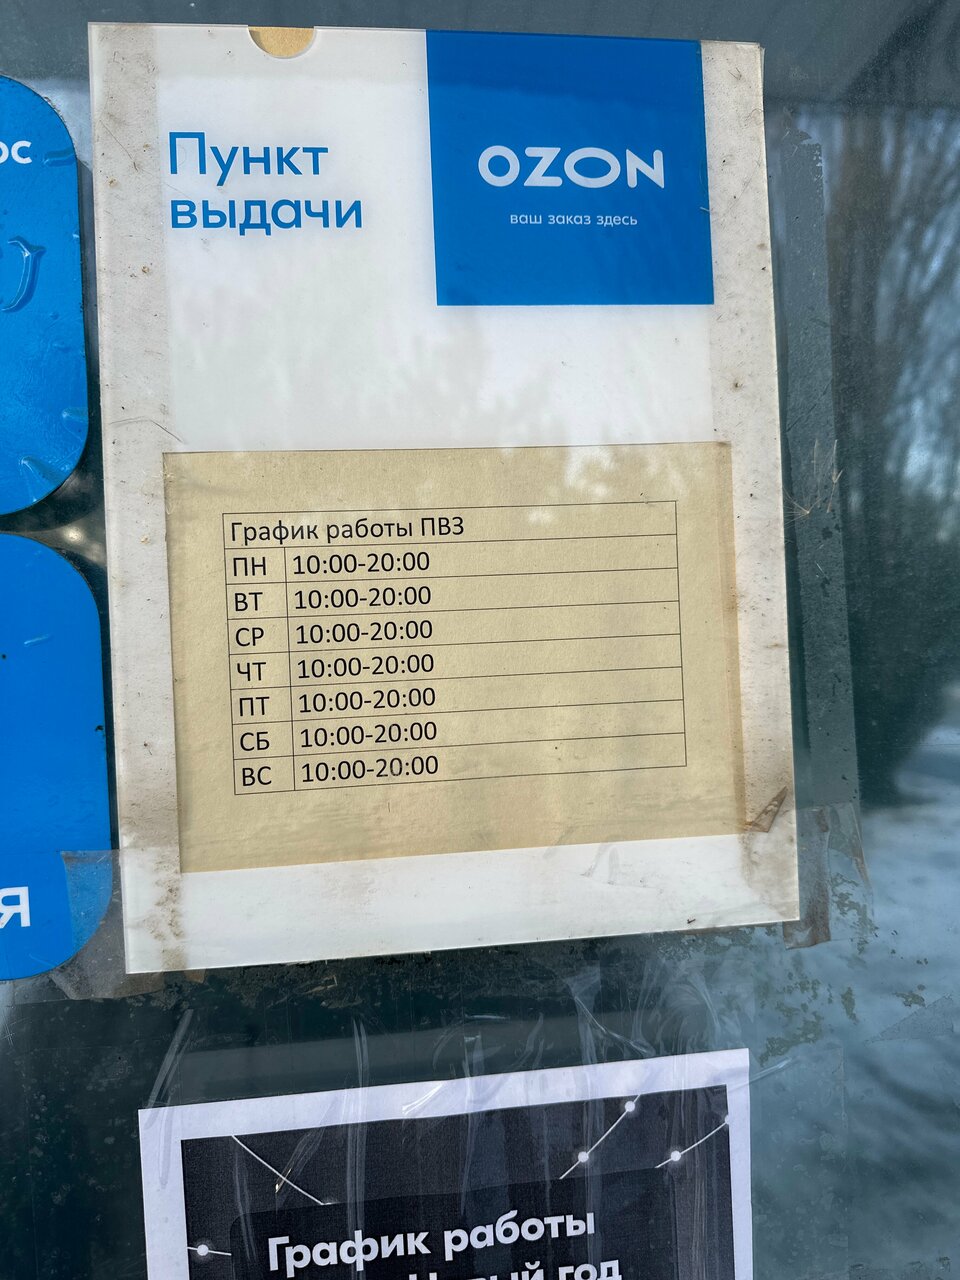 Пункт
выдачи
OZON
ваш заказ здесь
График работы ПВЗ
ПН 10:00-20:00
ВТ 10:00-20:00
СР 10:00-20:00
ЧТ 10:00-20:00
ПТ 10:00-20:00
СБ 10:00-20:00
ВС 10:00-20:00
График работы
Новый год